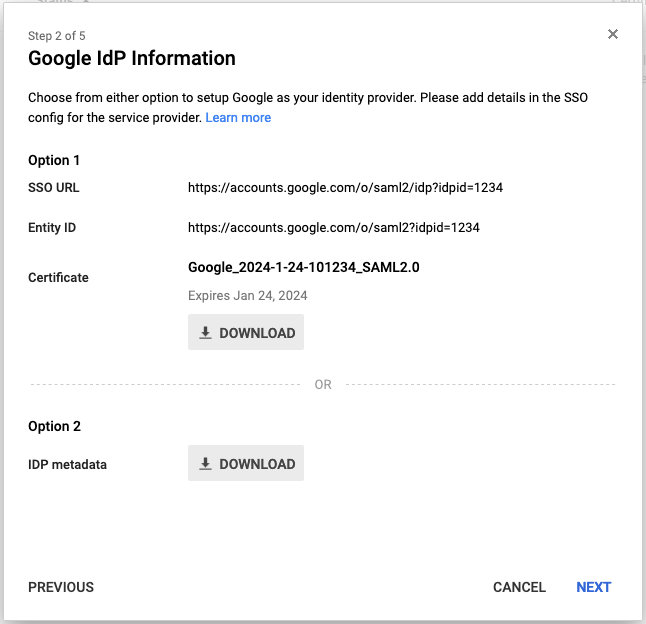 Step 2 of 5
Google IdP Information
Choose from either option to setup Google as your identity provider. Please add details in the SSO
config for the service provider. Learn more
Option 1
SSO URL https://accounts.google.com/o/saml2/idp?idpid=1234
Entity ID https://accounts.google.com/o/saml2?idpid=1234
Certificate Google_2024-1-24-101234_SAML2.0
Expires Jan 24, 2024
DOWNLOAD
OR
Option 2
IDP metadata DOWNLOAD
PREVIOUS CANCEL NEXT